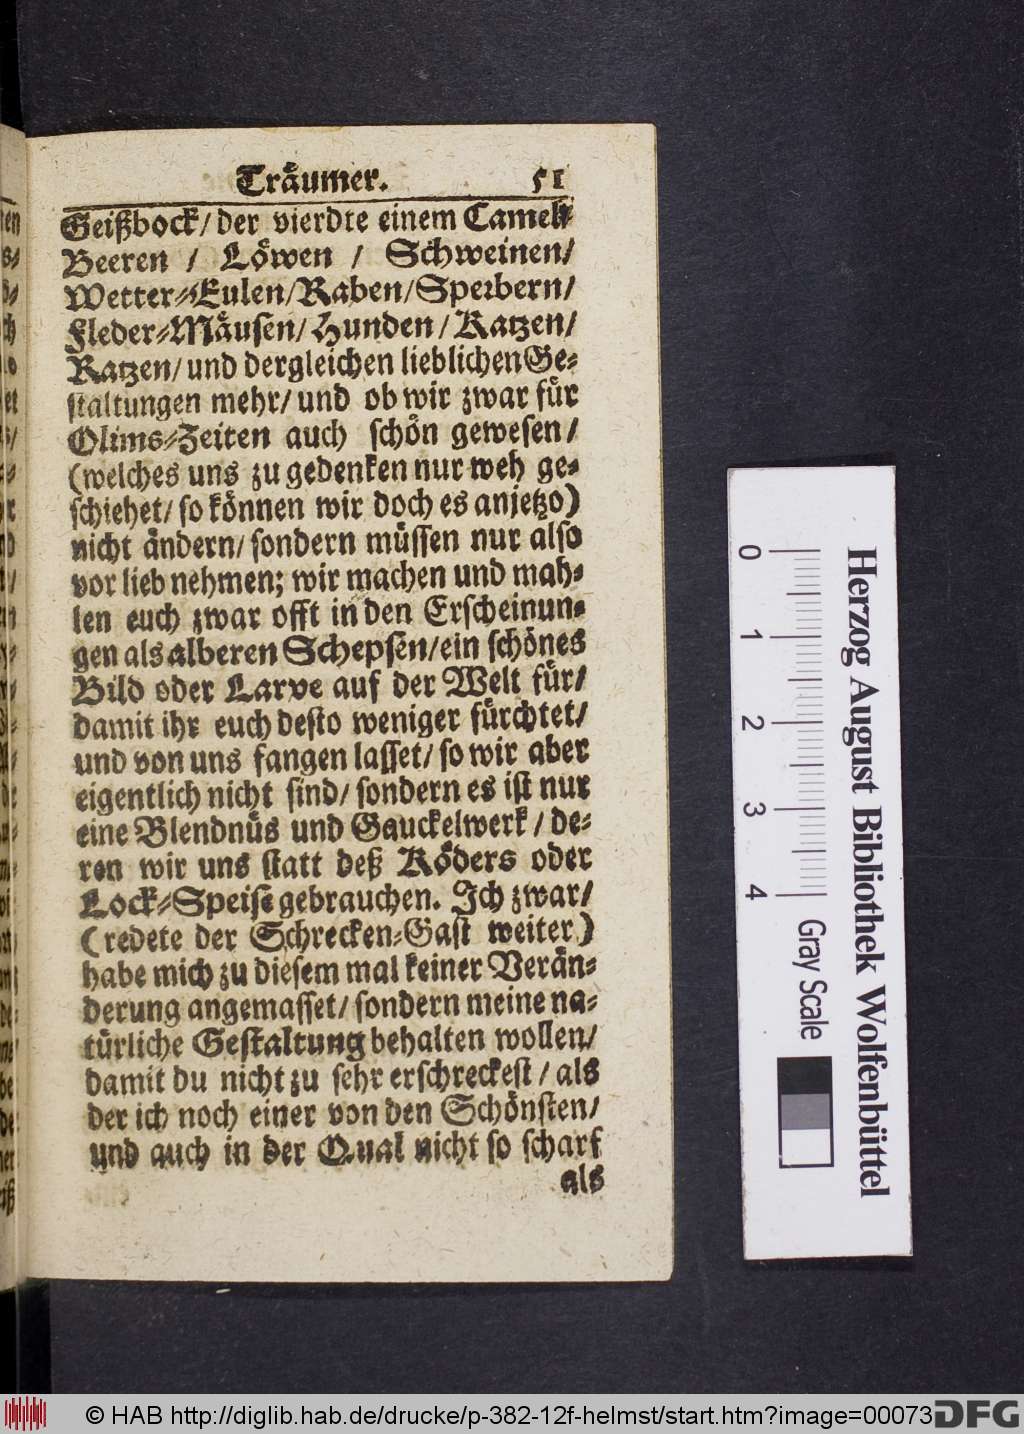 Träumer. 51
Geißbock/ der vierdte einem Camel/
Beeren / Löwen / Schweinen/
Wetter-Eulen/Raben/Sperbern/
Fleder-Mäusen/Hunden/Katzen/
Ratzen/und dergleichen lieblichen Ge-
staltungen mehr/ und ob wir zwar für
Olims-Zeiten auch schön gewesen/
(welches uns zu gedenken nur weh ge-
schiehet/ so können wir doch es anjetzo)
nicht ändern/ sondern müssen nur also
vor lieb nehmen; wir machen und mah-
len euch zwar offt in den Erscheinun-
gen als alberen Schepsen/ein schönes
Bild oder Larve auf der Welt für/
damit ihr euch desto weniger fürchtet/
und von uns fangen lasset/ so wir aber
eigentlich nicht sind/ sondern es ist nur
eine Blendnüs und Gauckelwerk/ de-
ren wir uns statt deß Köders oder
Lock-Speise gebrauchen. Ich zwar/
(redete der Schrecken-Gast weiter)
habe mich zu diesem mal keiner Verän-
derung angemasset/ sondern meine na-
türliche Gestaltung behalten wollen/
damit du nicht zu sehr erschreckest/ als
der ich noch einer von den Schönsten/
und auch in der Qual nicht so scharf
als
Herzog August Bibliothek Wolfenbüttel
0 1 2 3 4 Gray Scale
© HAB http://diglib.hab.de/drucke/p-382-12f-helmst/start.htm?image=00073
DFG